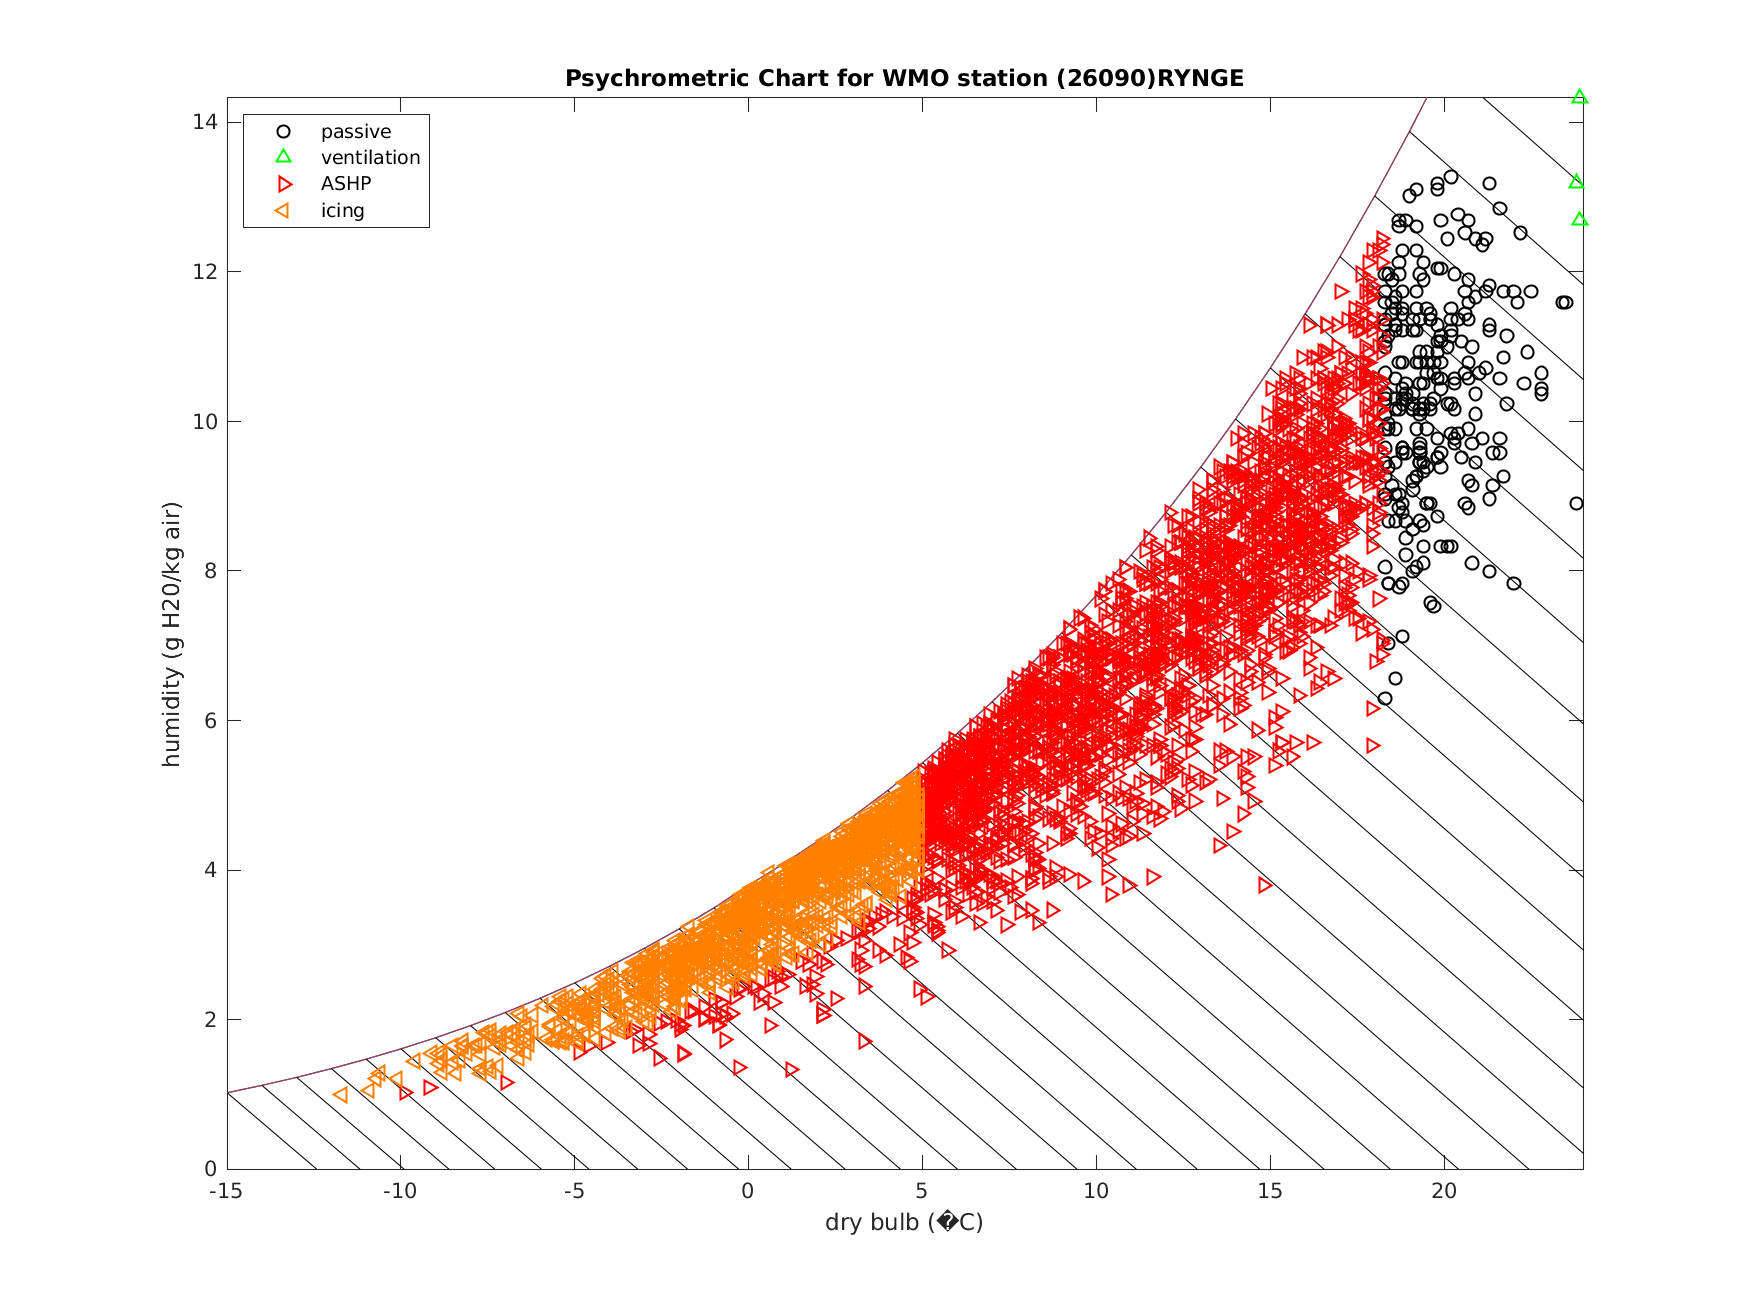 Psychrometric Chart for WMO station (26090)RYNGE
passive
ventilation
ASHP
icing
14
12
10
8
6
4
2
0
humidity (g H20/kg air)
-15 -10 -5 0 5 10 15 20
dry bulb (�C)